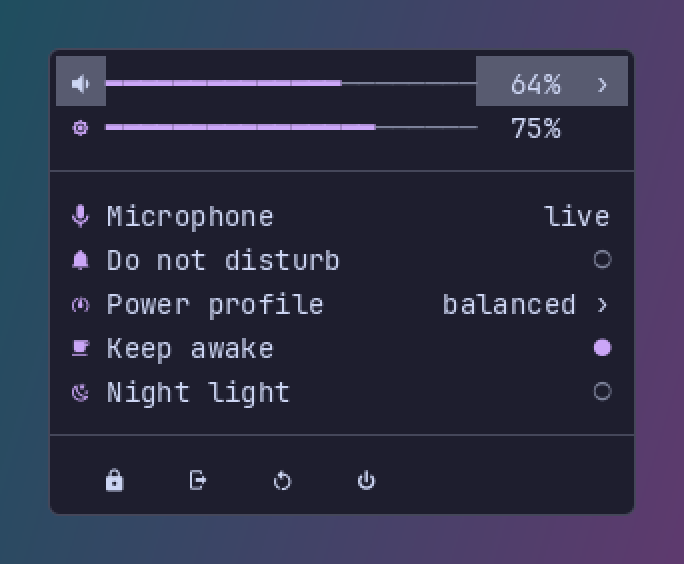 64% ›
75%
Microphone live
Do not disturb
Power profile balanced ›
Keep awake
Night light